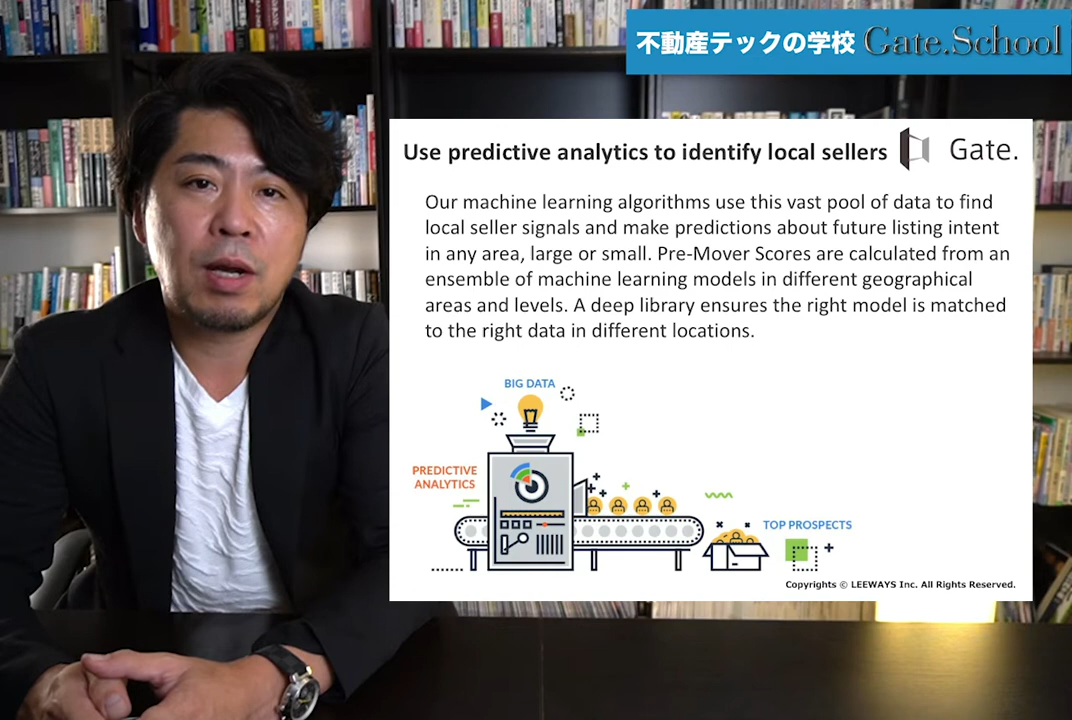 不動産テックの学校 Gate.School
Use predictive analytics to identify local sellers
Gate.
Our machine learning algorithms use this vast pool of data to find
local seller signals and make predictions about future listing intent
in any area, large or small. Pre-Mover Scores are calculated from an
ensemble of machine learning models in different geographical
areas and levels. A deep library ensures the right model is matched
to the right data in different locations.
BIG DATA
PREDICTIVE
ANALYTICS
TOP PROSPECTS
Copyrights © LEEWAYS Inc. All Rights Reserved.